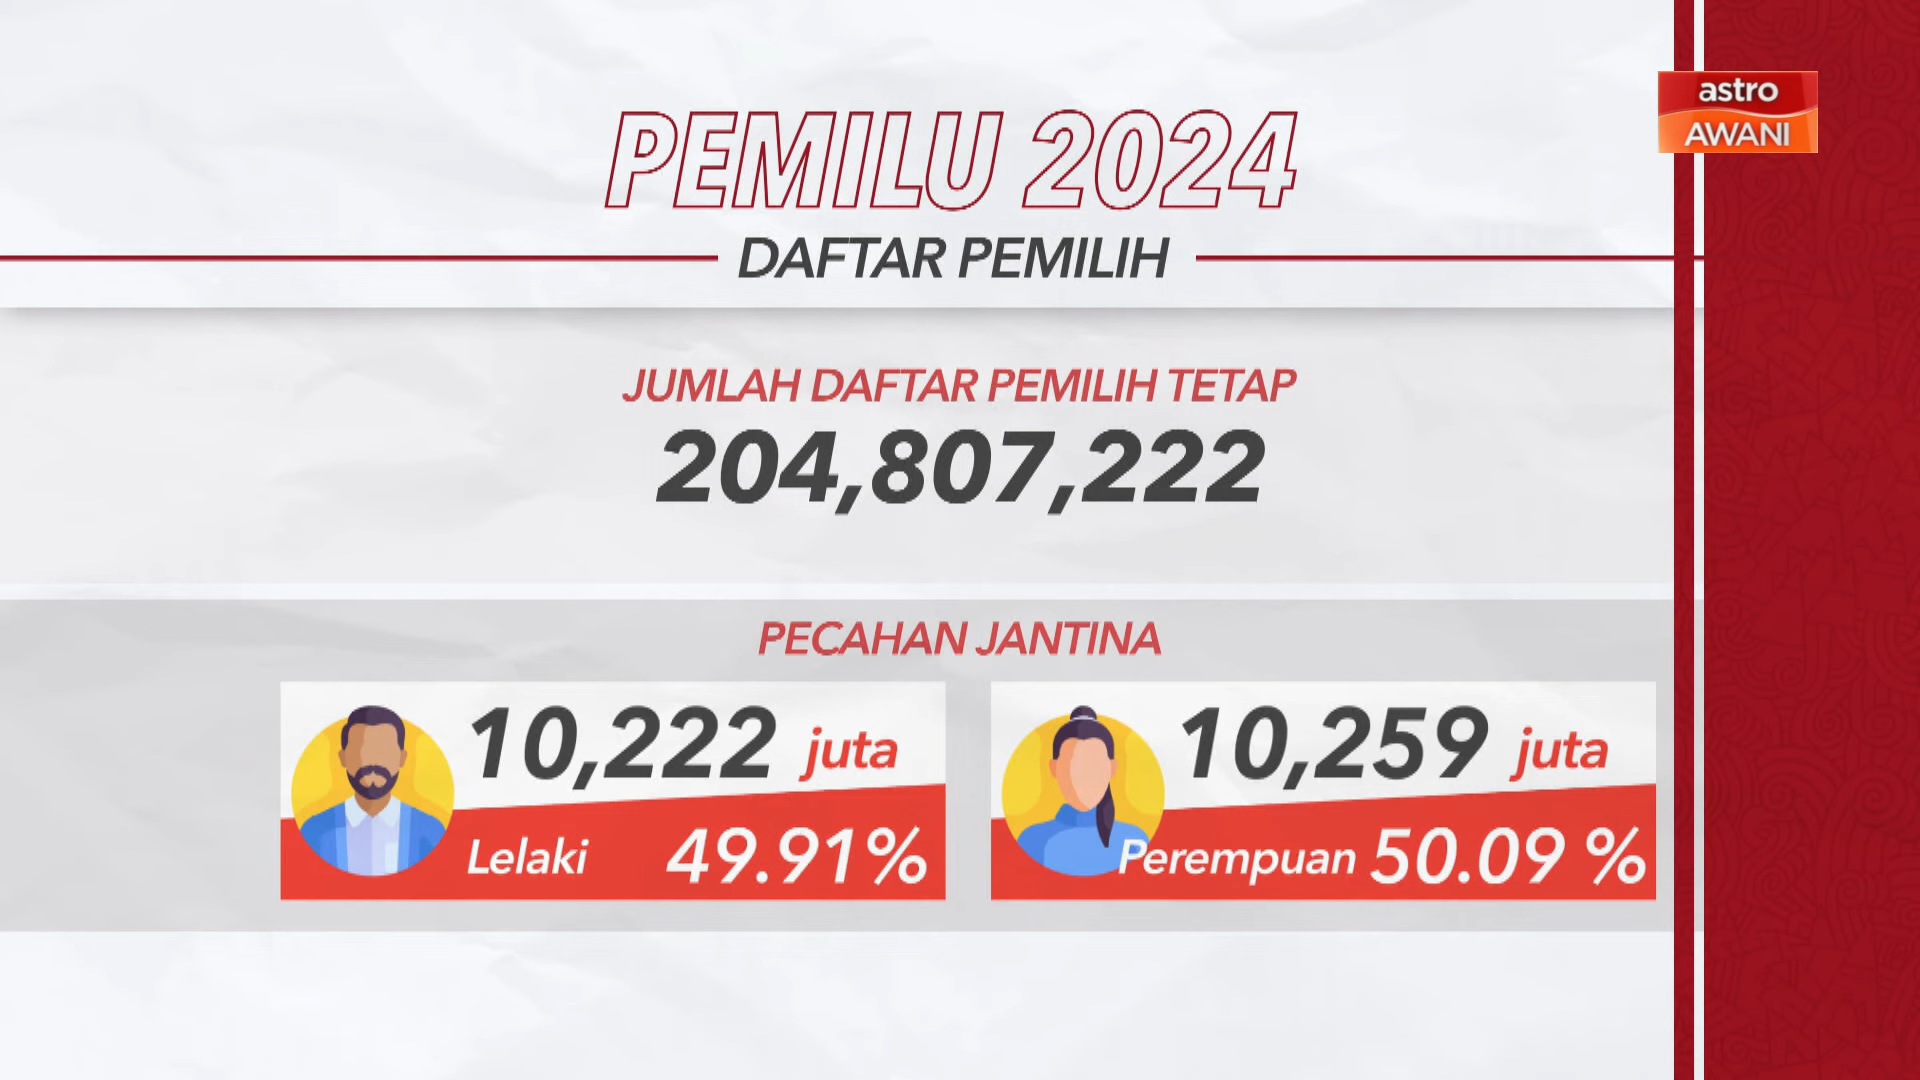 astro
AWANI
PEMILU 2024
DAFTAR PEMILIH
JUMLAH DAFTAR PEMILIH TETAP
204,807,222
PECAHAN JANTINA
10,222 juta
Lelaki 49.91%
10,259 juta
Perempuan 50.09 %